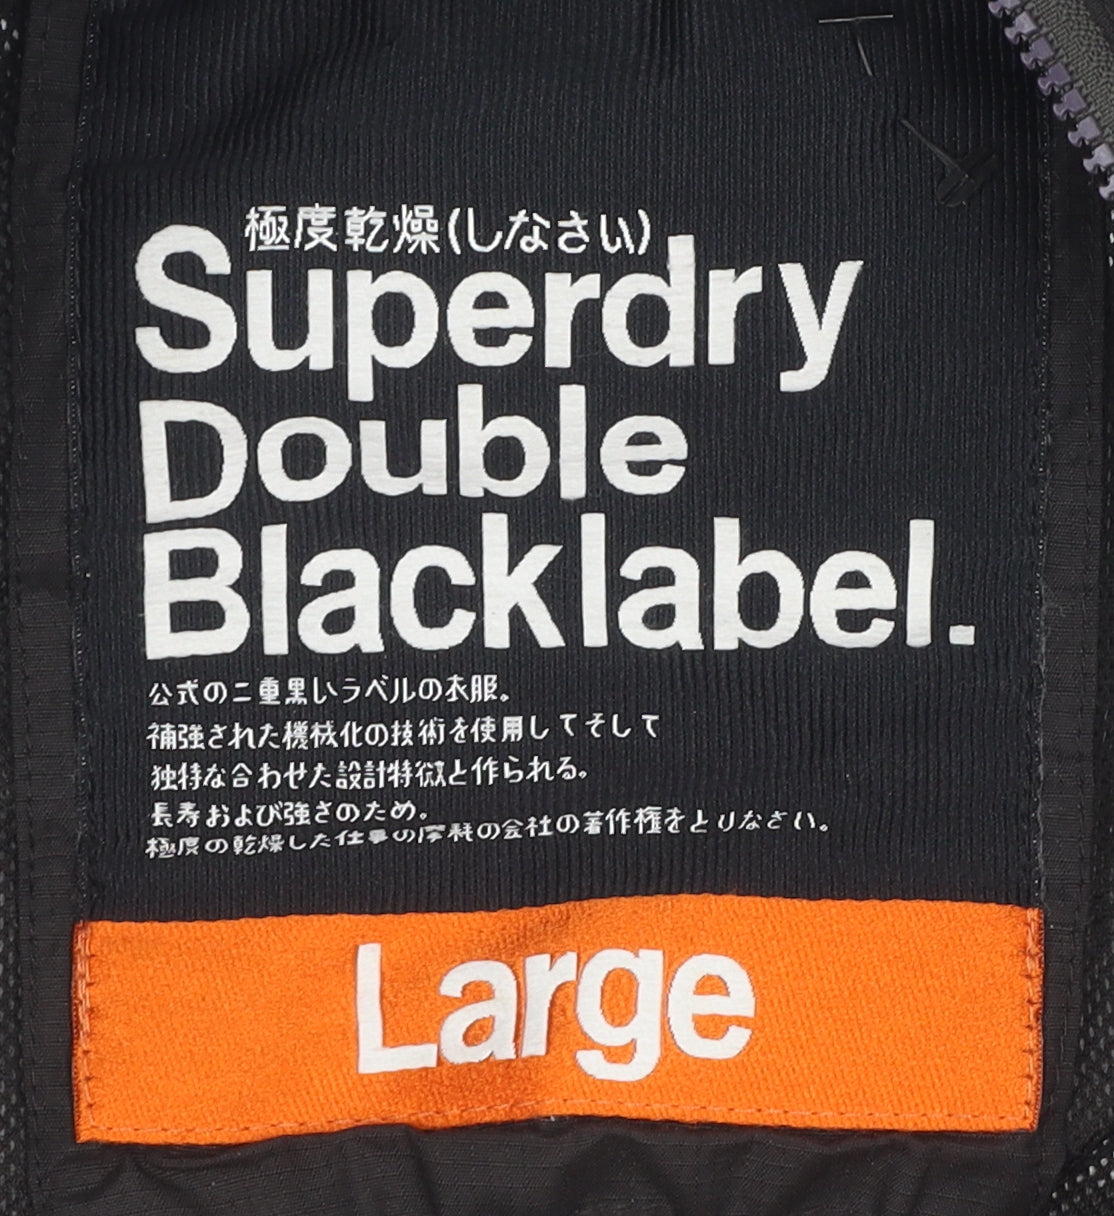 極度乾燥(しなさい)
Superdry
Double
Blacklabel.
公式の二重黒いラベルの衣服。
補強された機械化の技術を使用してそして
独特な合わせた設計特徴と作られる。
長寿および強さのため。
極度の乾燥した仕事の摩耗の会社の著作権をとりなさい。
Large